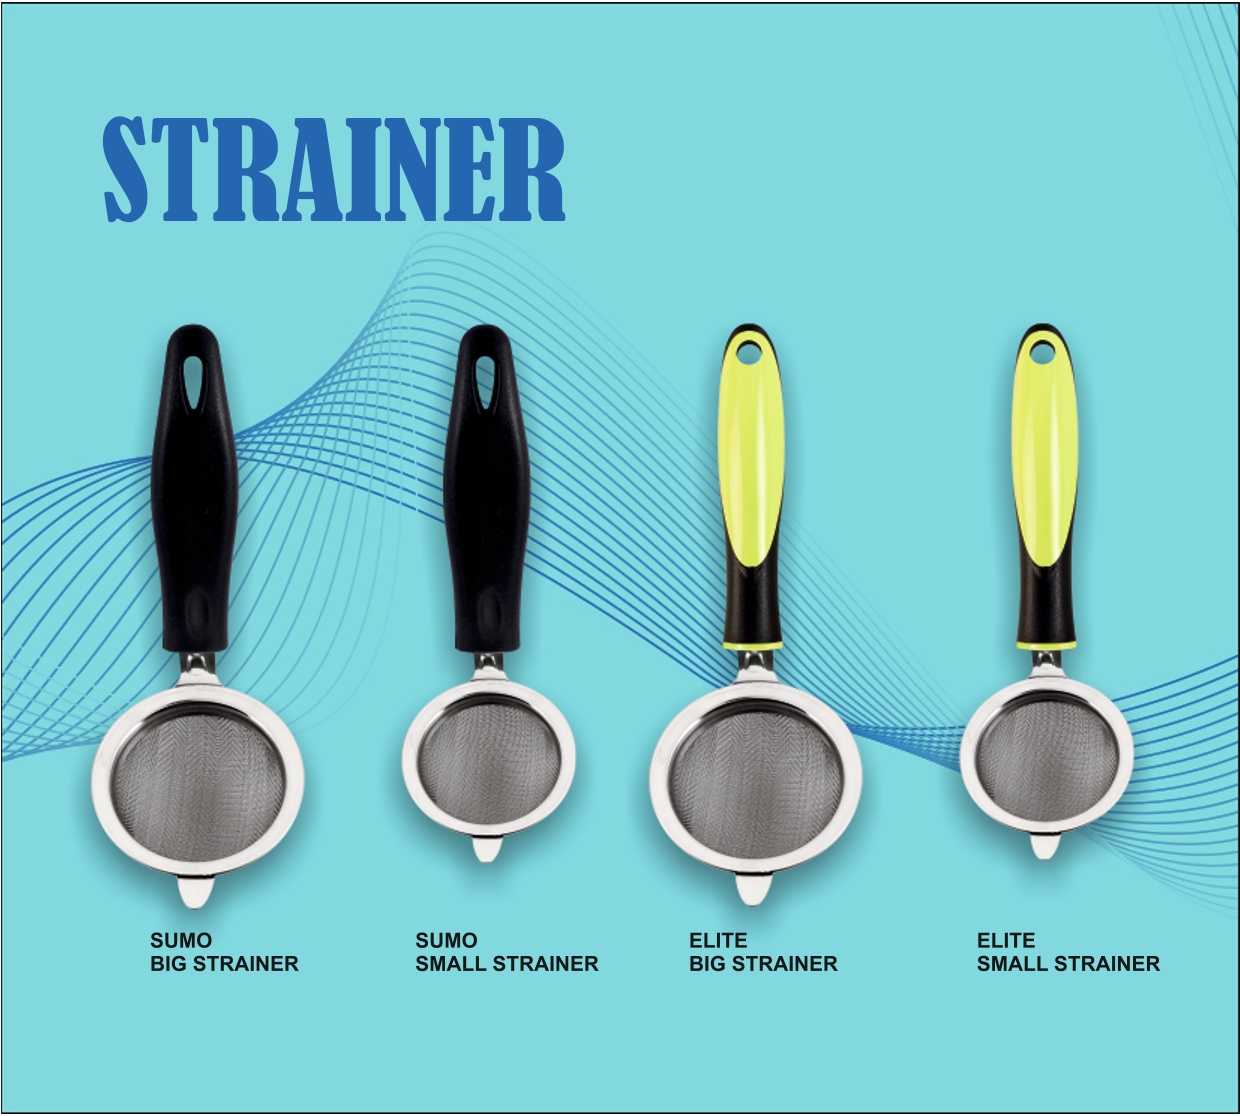 STRAINER
SUMO
BIG STRAINER
SUMO
SMALL STRAINER
ELITE
BIG STRAINER
ELITE
SMALL STRAINER